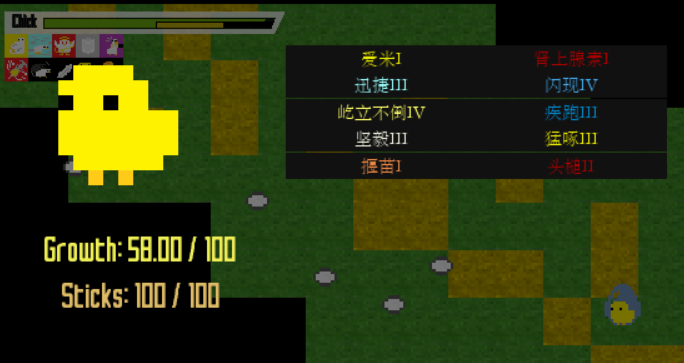 Chick
爱米I 肾上腺素I
迅捷III 闪现IV
屹立不倒IV 疾跑III
坚毅III 猛啄III
揠苗I 头槌II
Growth: 58.00 / 100
Sticks: 100 / 100